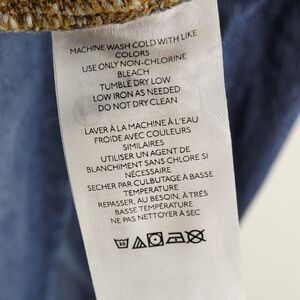 MACHINE WASH COLD WITH LIKE
COLORS
USE ONLY NON-CHLORINE
BLEACH
TUMBLE DRY LOW
LOW IRON AS NEEDED
DO NOT DRY CLEAN
LAVER À LA MACHINE À L'EAU
FROIDE AVEC COULEURS
SIMILAIRES
UTILISER UN AGENT DE
BLANCHIMENT SANS CHLORE SI
NÉCESSAIRE
SECHER PAR CULBUTAGE À BASSE
TEMPERATURE
REPASSER, AU BESOIN, À TRÉS
BASSE TEMPÉRATURE
NE PAS NETTOYER À SEC